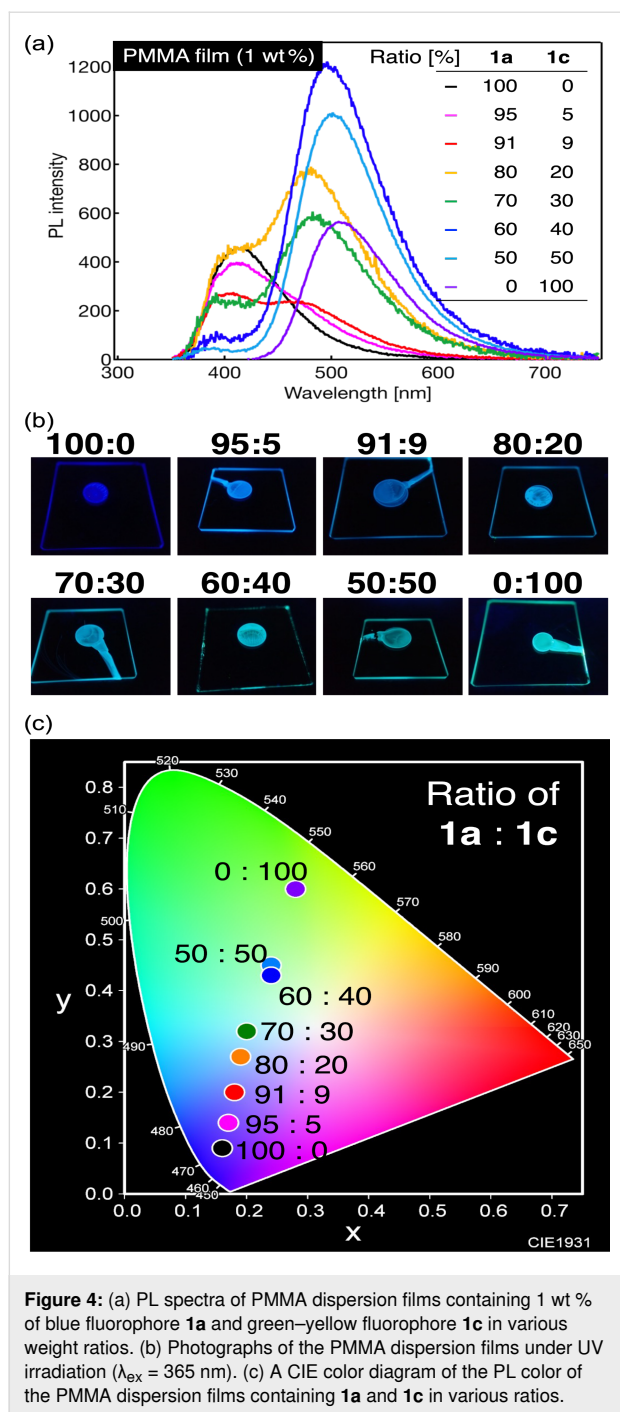 (a)
PMMA film (1 wt %)
Ratio [%] 1a 1c
100 0
95 5
91 9
80 20
70 30
60 40
50 50
0 100
1200
1000
800
600
400
200
0
PL intensity
300 400 500 600 700
Wavelength [nm]
(b)
100:0 95:5 91:9 80:20
70:30 60:40 50:50 0:100
(c)
Ratio of
1a : 1c
0.8
0.7
0.6
0.5
0.4
0.3
0.2
0.1
0.0
y
520
530
540
550
560
570
580
590
600
610
620
630
650
510
500
490
480
470
460
450
0 : 100
50 : 50
60 : 40
70 : 30
80 : 20
91 : 9
95 : 5
100 : 0
0.0 0.1 0.2 0.3 0.4 0.5 0.6 0.7
x
CIE1931
Figure 4: (a) PL spectra of PMMA dispersion films containing 1 wt %
of blue fluorophore 1a and green–yellow fluorophore 1c in various
weight ratios. (b) Photographs of the PMMA dispersion films under UV
irradiation (λex = 365 nm). (c) A CIE color diagram of the PL color of
the PMMA dispersion films containing 1a and 1c in various ratios.